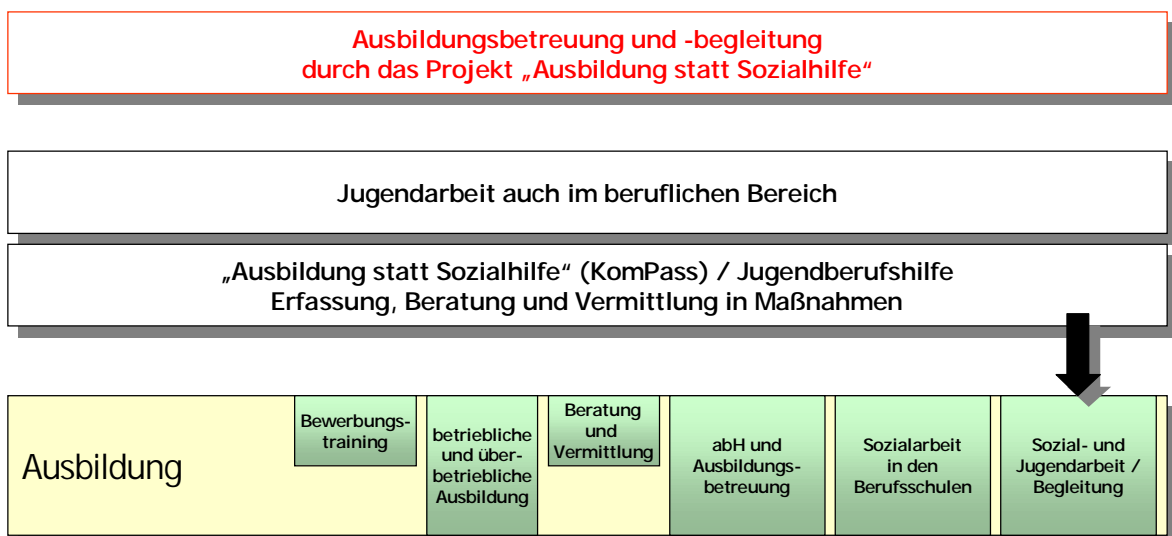 Ausbildungsbetreuung und -begleitung
durch das Projekt „Ausbildung statt Sozialhilfe“
Jugendarbeit auch im beruflichen Bereich
„Ausbildung statt Sozialhilfe“ (KomPass) / Jugendberufshilfe
Erfassung, Beratung und Vermittlung in Maßnahmen
Ausbildung
Bewerbungs-
training
betriebliche
und über-
betriebliche
Ausbildung
Beratung
und
Vermittlung
abH und
Ausbildungs-
betreuung
Sozialarbeit
in den
Berufsschulen
Sozial- und
Jugendarbeit /
Begleitung